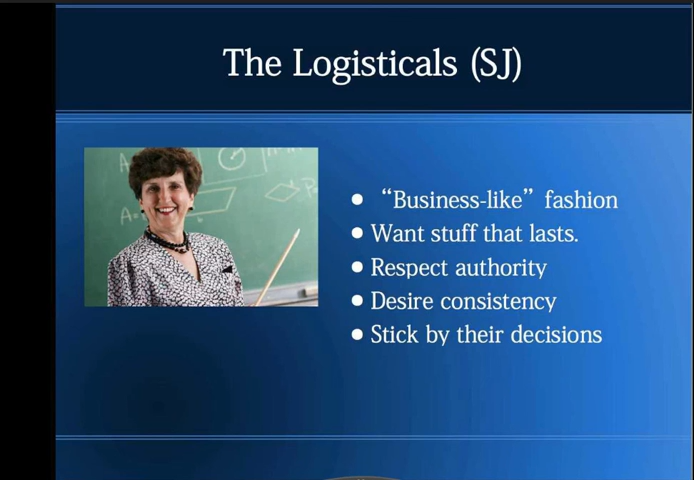 The Logisticals (SJ)
“Business-like” fashion
Want stuff that lasts.
Respect authority
Desire consistency
Stick by their decisions
A=